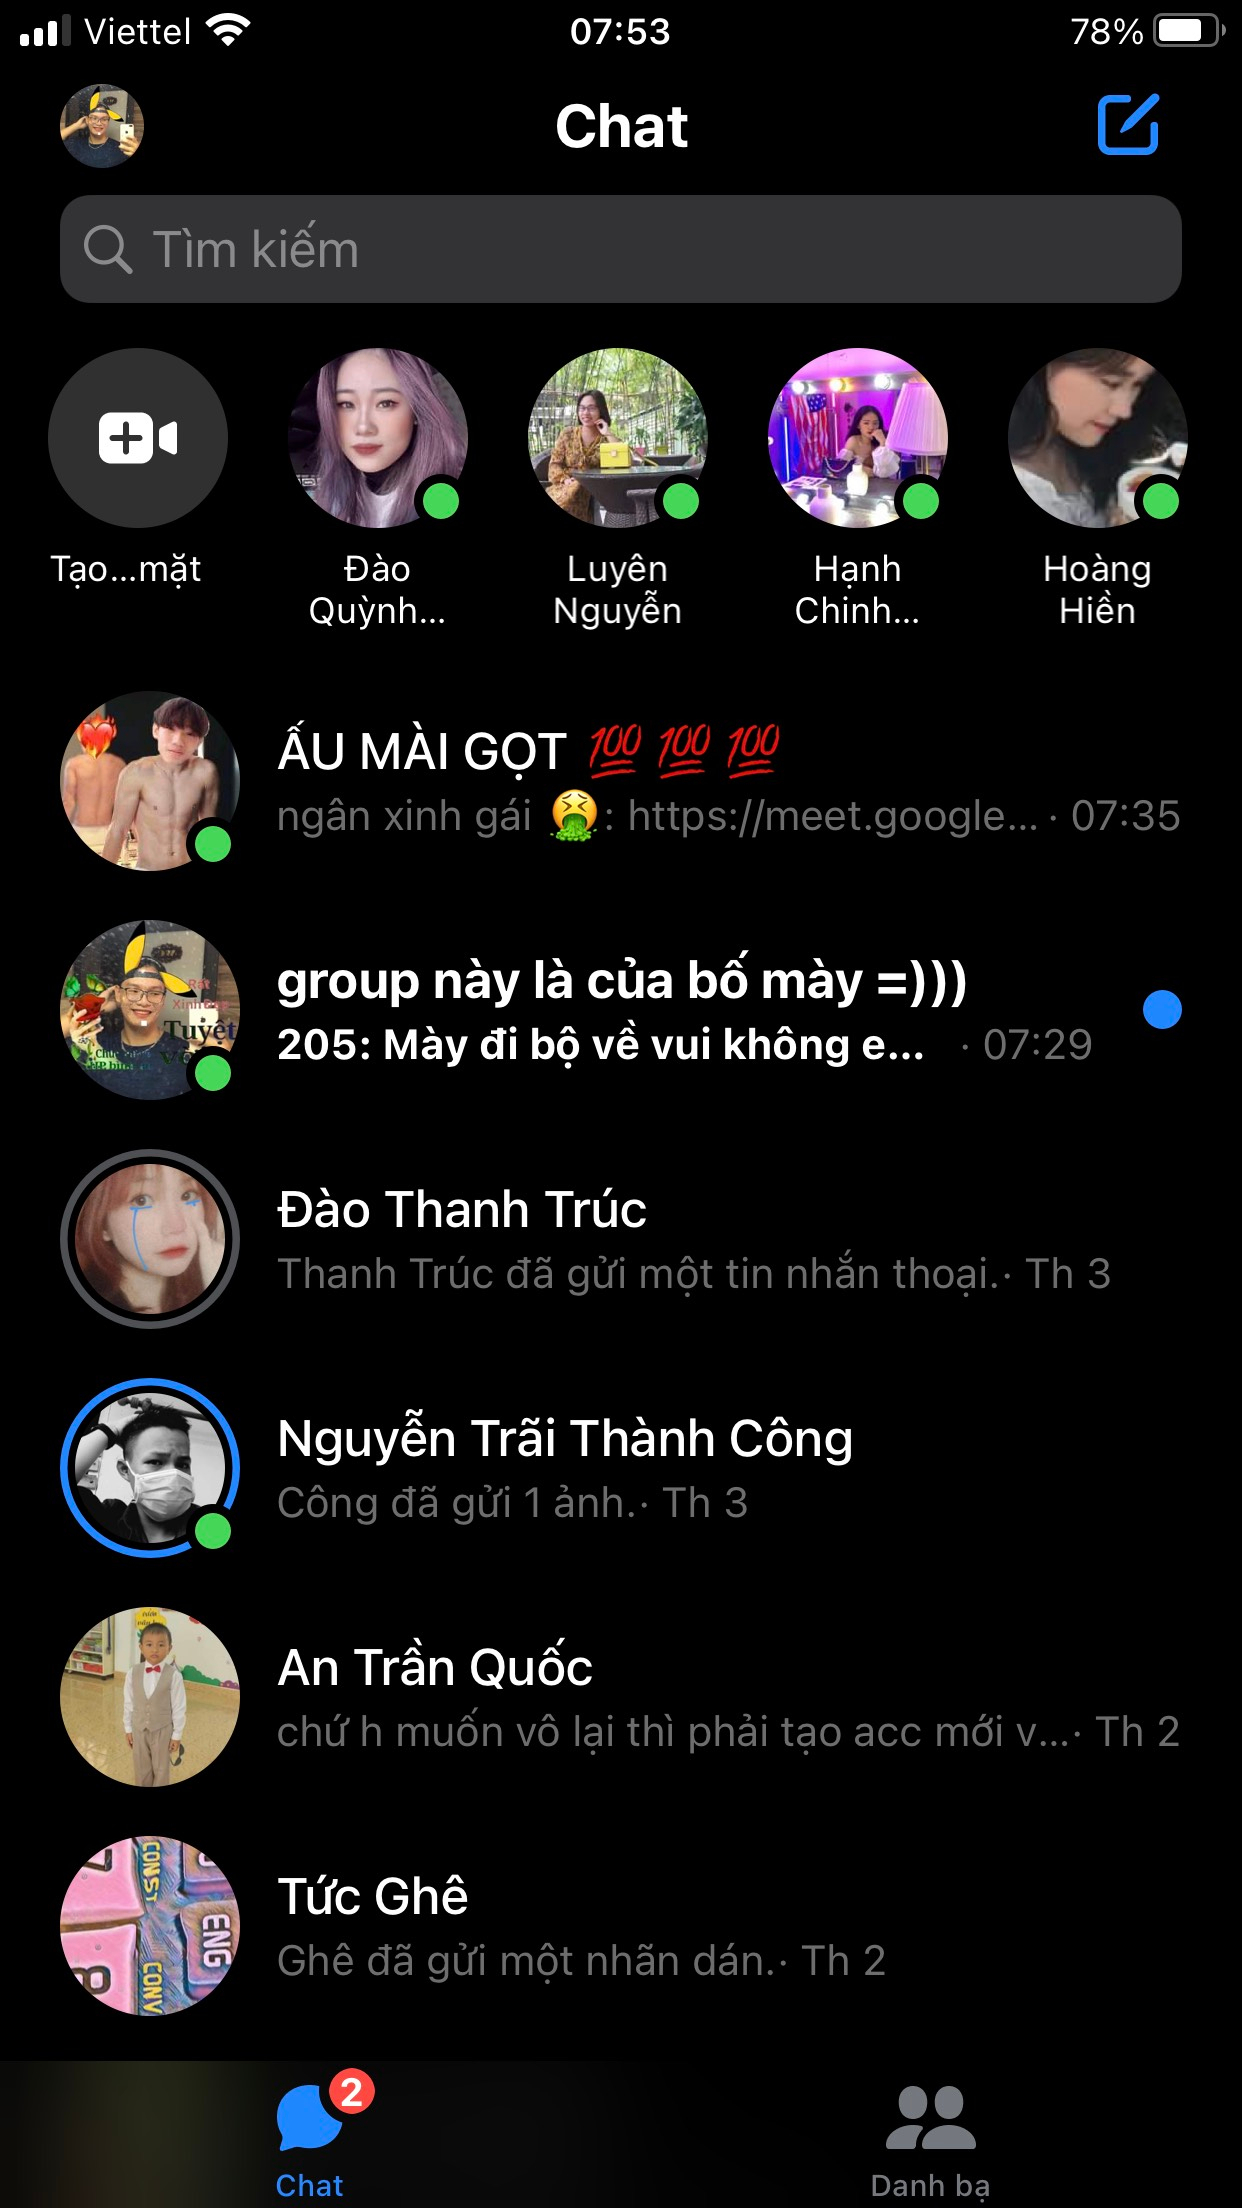 Viettel
07:53
78%
Chat
Tìm kiếm
Tạo...mặt
Đào
Quỳnh...
Luyên
Nguyễn
Hạnh
Chinh...
Hoàng
Hiền
ẤU MÀI GỌT 💯 💯 💯
ngân xinh gái 🤮: https://meet.google... · 07:35
group này là của bố mày =)))
205: Mày đi bộ về vui không e... · 07:29
Tuyệt
Đào Thanh Trúc
Thanh Trúc đã gửi một tin nhắn thoại.· Th 3
Nguyễn Trãi Thành Công
Công đã gửi 1 ảnh.· Th 3
An Trần Quốc
chứ h muốn vô lại thì phải tạo acc mới v...· Th 2
CONST
ENG
CONV
8
Tức Ghê
Ghê đã gửi một nhãn dán.· Th 2
2
Chat
Danh bạ